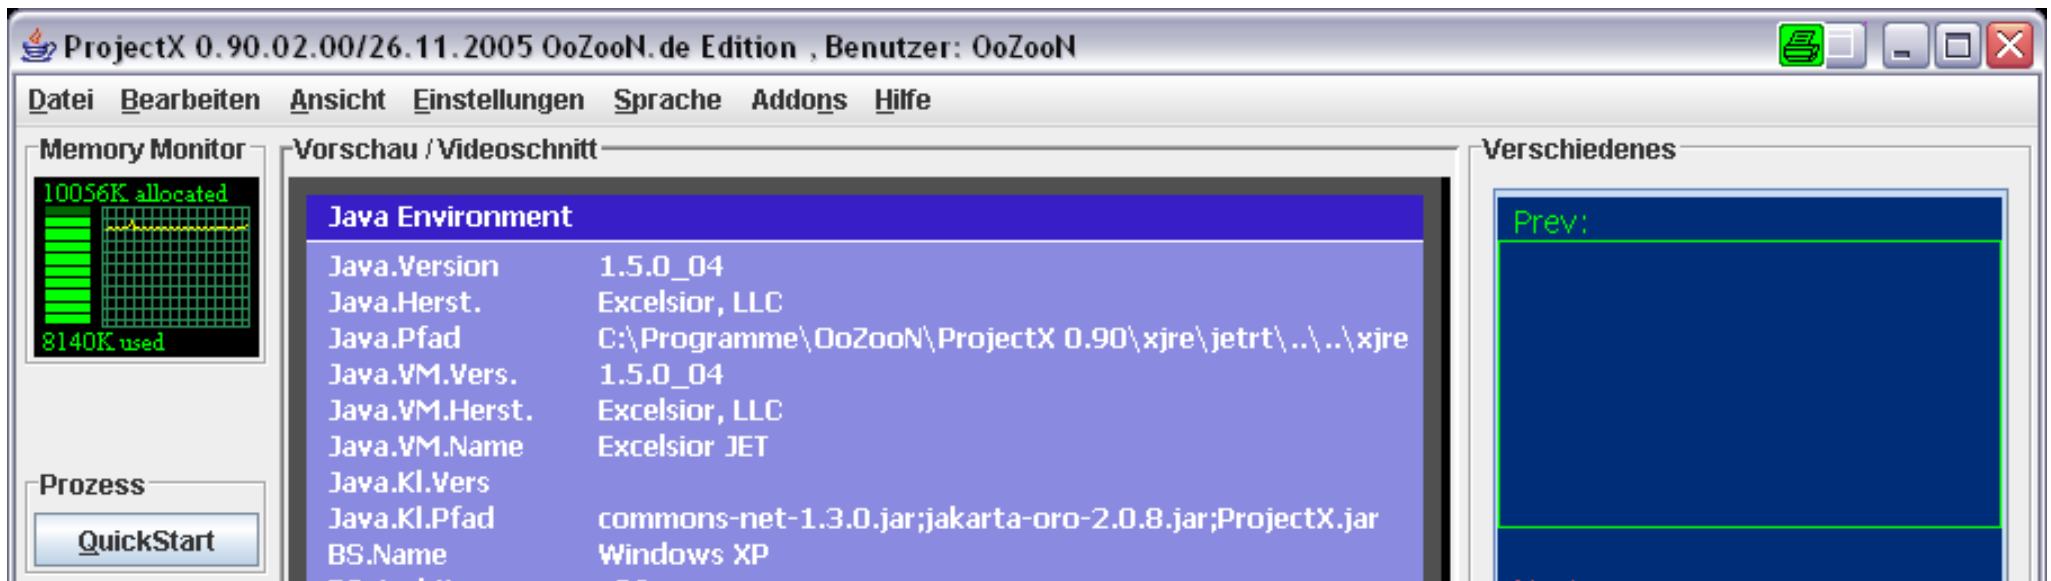 ProjectX 0.90.02.00/26.11.2005 OoZooN.de Edition , Benutzer: OoZooN
Datei Bearbeiten Ansicht Einstellungen Sprache Addons Hilfe
Memory Monitor
10056K allocated
8140K used
Prozess
QuickStart
Vorschau / Videoschnitt
Java Environment
Java.Version 1.5.0_04
Java.Herst. Excelsior, LLC
Java.Pfad C:\Programme\OoZooN\ProjectX 0.90\xjre\jetrt\..\..\xjre
Java.VM.Vers. 1.5.0_04
Java.VM.Herst. Excelsior, LLC
Java.VM.Name Excelsior JET
Java.Kl.Vers
Java.Kl.Pfad commons-net-1.3.0.jar;jakarta-oro-2.0.8.jar;ProjectX.jar
BS.Name Windows XP
Verschiedenes
Prev: